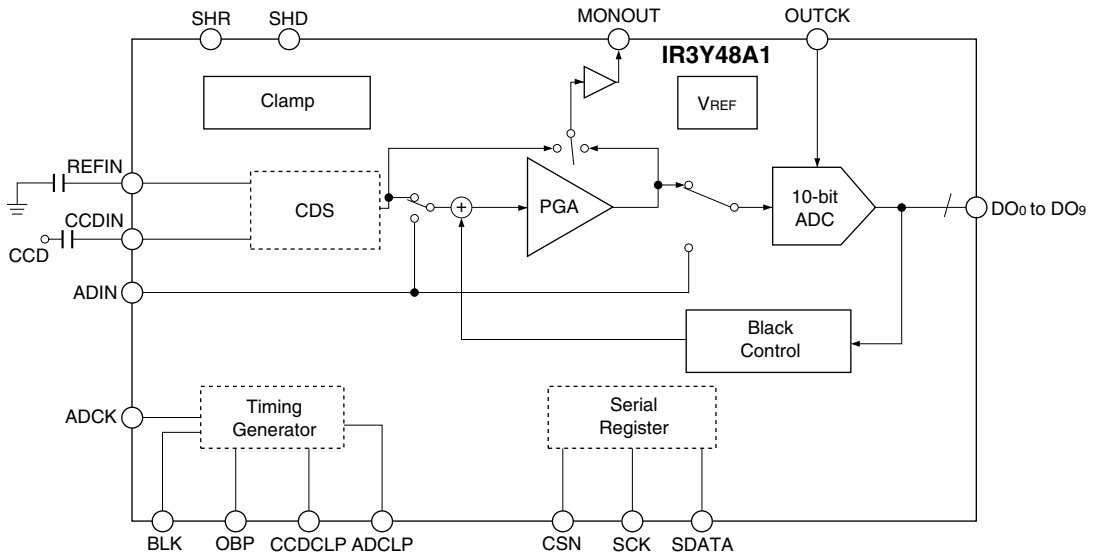 SHR
SHD
MONOUT
OUTCK
IR3Y48A1
Clamp
VREF
REFIN
CDS
PGA
10-bit
ADC
DO0 to DO9
CCDIN
CCD
ADIN
+
Black
Control
ADCK
Timing
Generator
Serial
Register
BLK
OBP
CCDCLP
ADCLP
CSN
SCK
SDATA